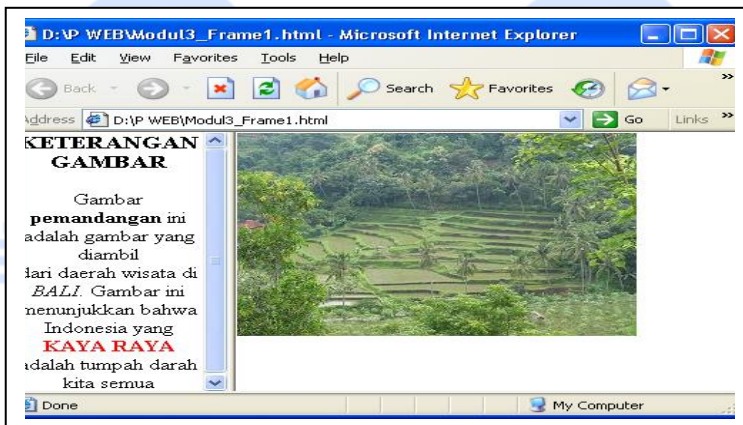 D:\P WEB\Modul3_Frame1.html - Microsoft Internet Explorer
File Edit View Favorites Tools Help
Back Search Favorites
Address D:\P WEB\Modul3_Frame1.html Go Links
KETERANGAN
GAMBAR
Gambar
pemandangan ini
adalah gambar yang
diambil
dari daerah wisata di
BALI. Gambar ini
menunjukkan bahwa
Indonesia yang
KAYA RAYA
adalah tumpah darah
kita semua
Done My Computer